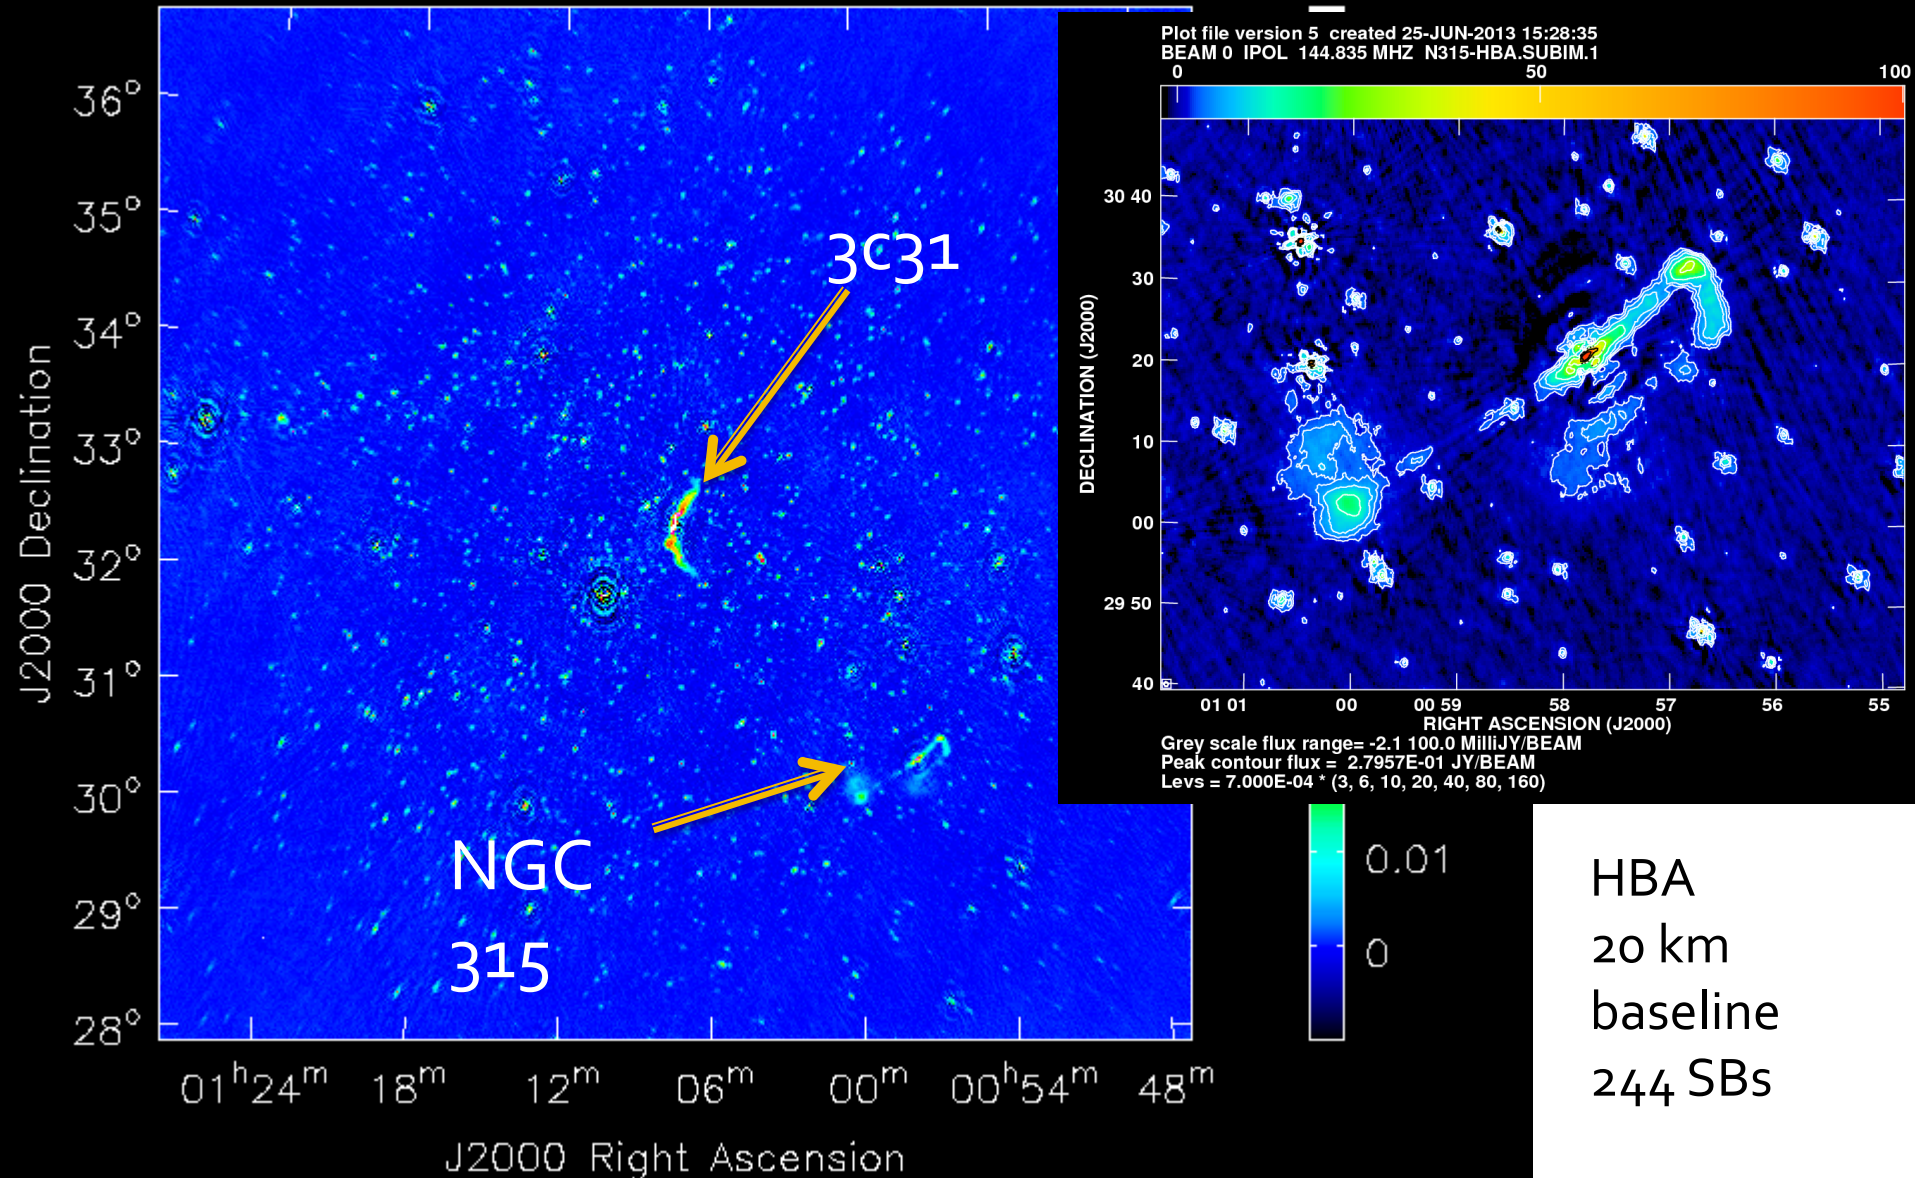 Plot file version 5 created 25-JUN-2013 15:28:35
BEAM 0 IPOL 144.835 MHZ N315-HBA.SUBIM.1
0 50 100
36° 
35°
34°
33°
32°
31°
30°
29°
28°
J2000 Declination
01ʰ24ᵐ 18ᵐ 12ᵐ 06ᵐ 00ᵐ 00ʰ54ᵐ 48ᵐ
J2000 Right Ascension
3C31
NGC
315
30 40
30
20
10
00
29 50
40
DECLINATION (J2000)
01 01 00 00 59 58 57 56 55
RIGHT ASCENSION (J2000)
Grey scale flux range= -2.1 100.0 MilliJY/BEAM
Peak contour flux = 2.7957E-01 JY/BEAM
Levs = 7.000E-04 * (3, 6, 10, 20, 40, 80, 160)
0.01
0
HBA
20 km
baseline
244 SBs